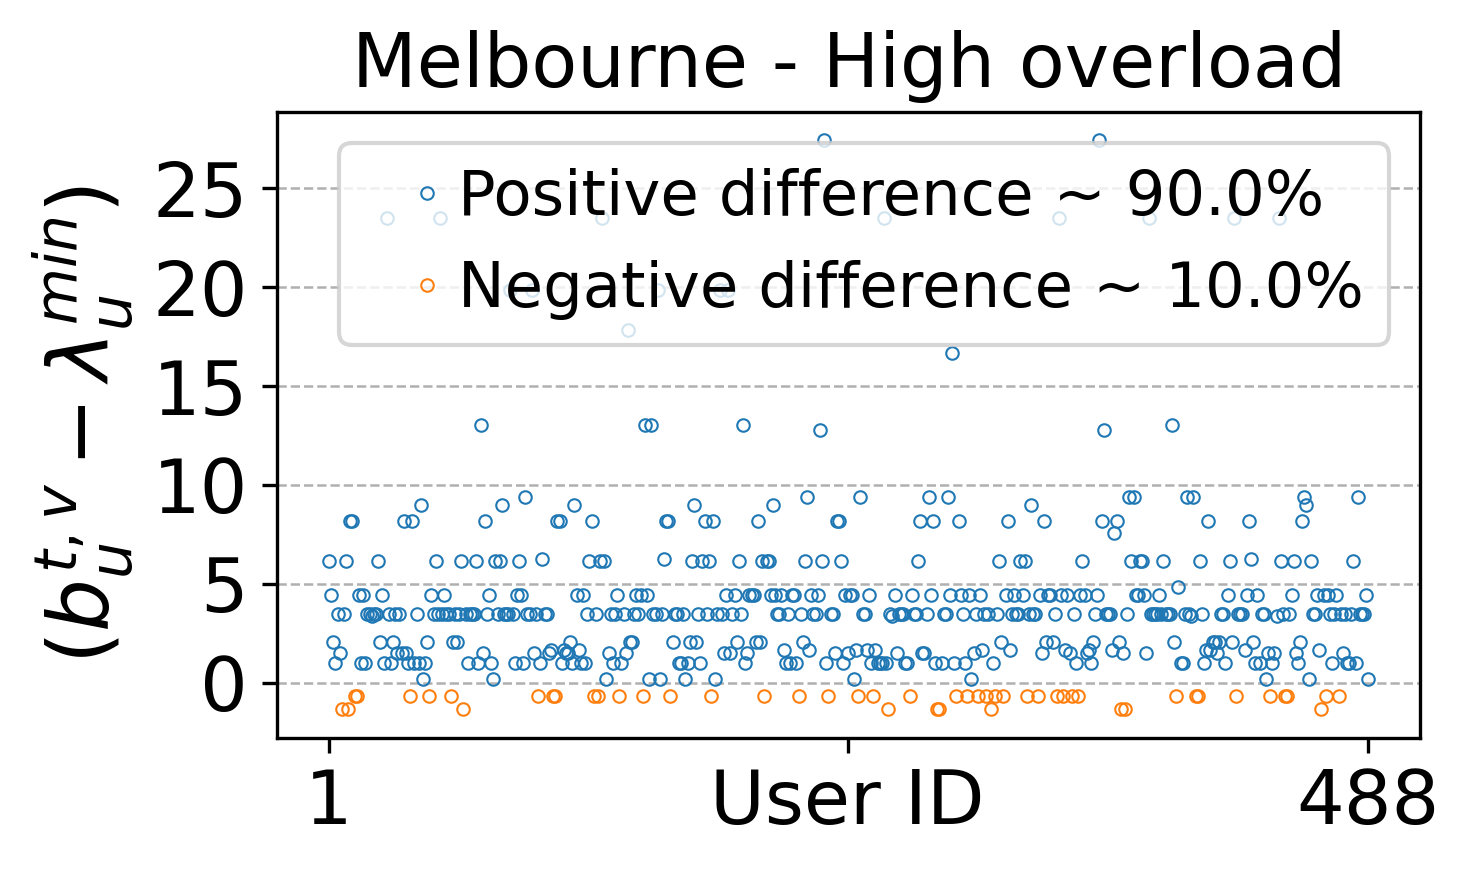 Melbourne - High overload
(b_u^{t, v} − λ_u^{min})
25
20
15
10
5
0
Positive difference ~ 90.0%
Negative difference ~ 10.0%
1
User ID
488